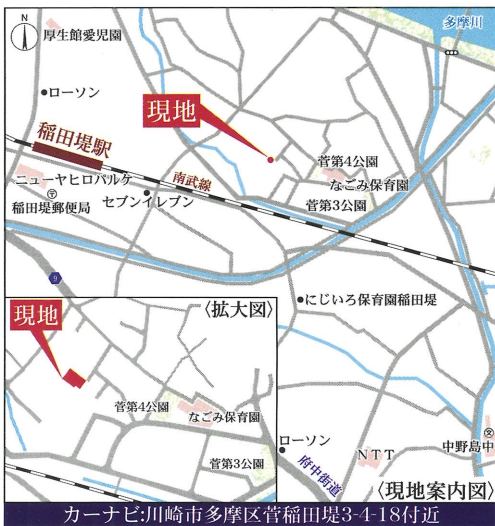 N
厚生館愛児園
多摩川
ローソン
現地
稲田堤駅
菅第4公園
なごみ保育園
南武線
ニューヤヒロパルケ
セブンイレブン
菅第3公園
稲田堤郵便局
9
〈拡大図〉
にじいろ保育園稲田堤
現地
菅第4公園
なごみ保育園
菅第3公園
ローソン
府中街道
NTT
中野島中
〈現地案内図〉
カーナビ:川崎市多摩区菅稲田堤3-4-18付近